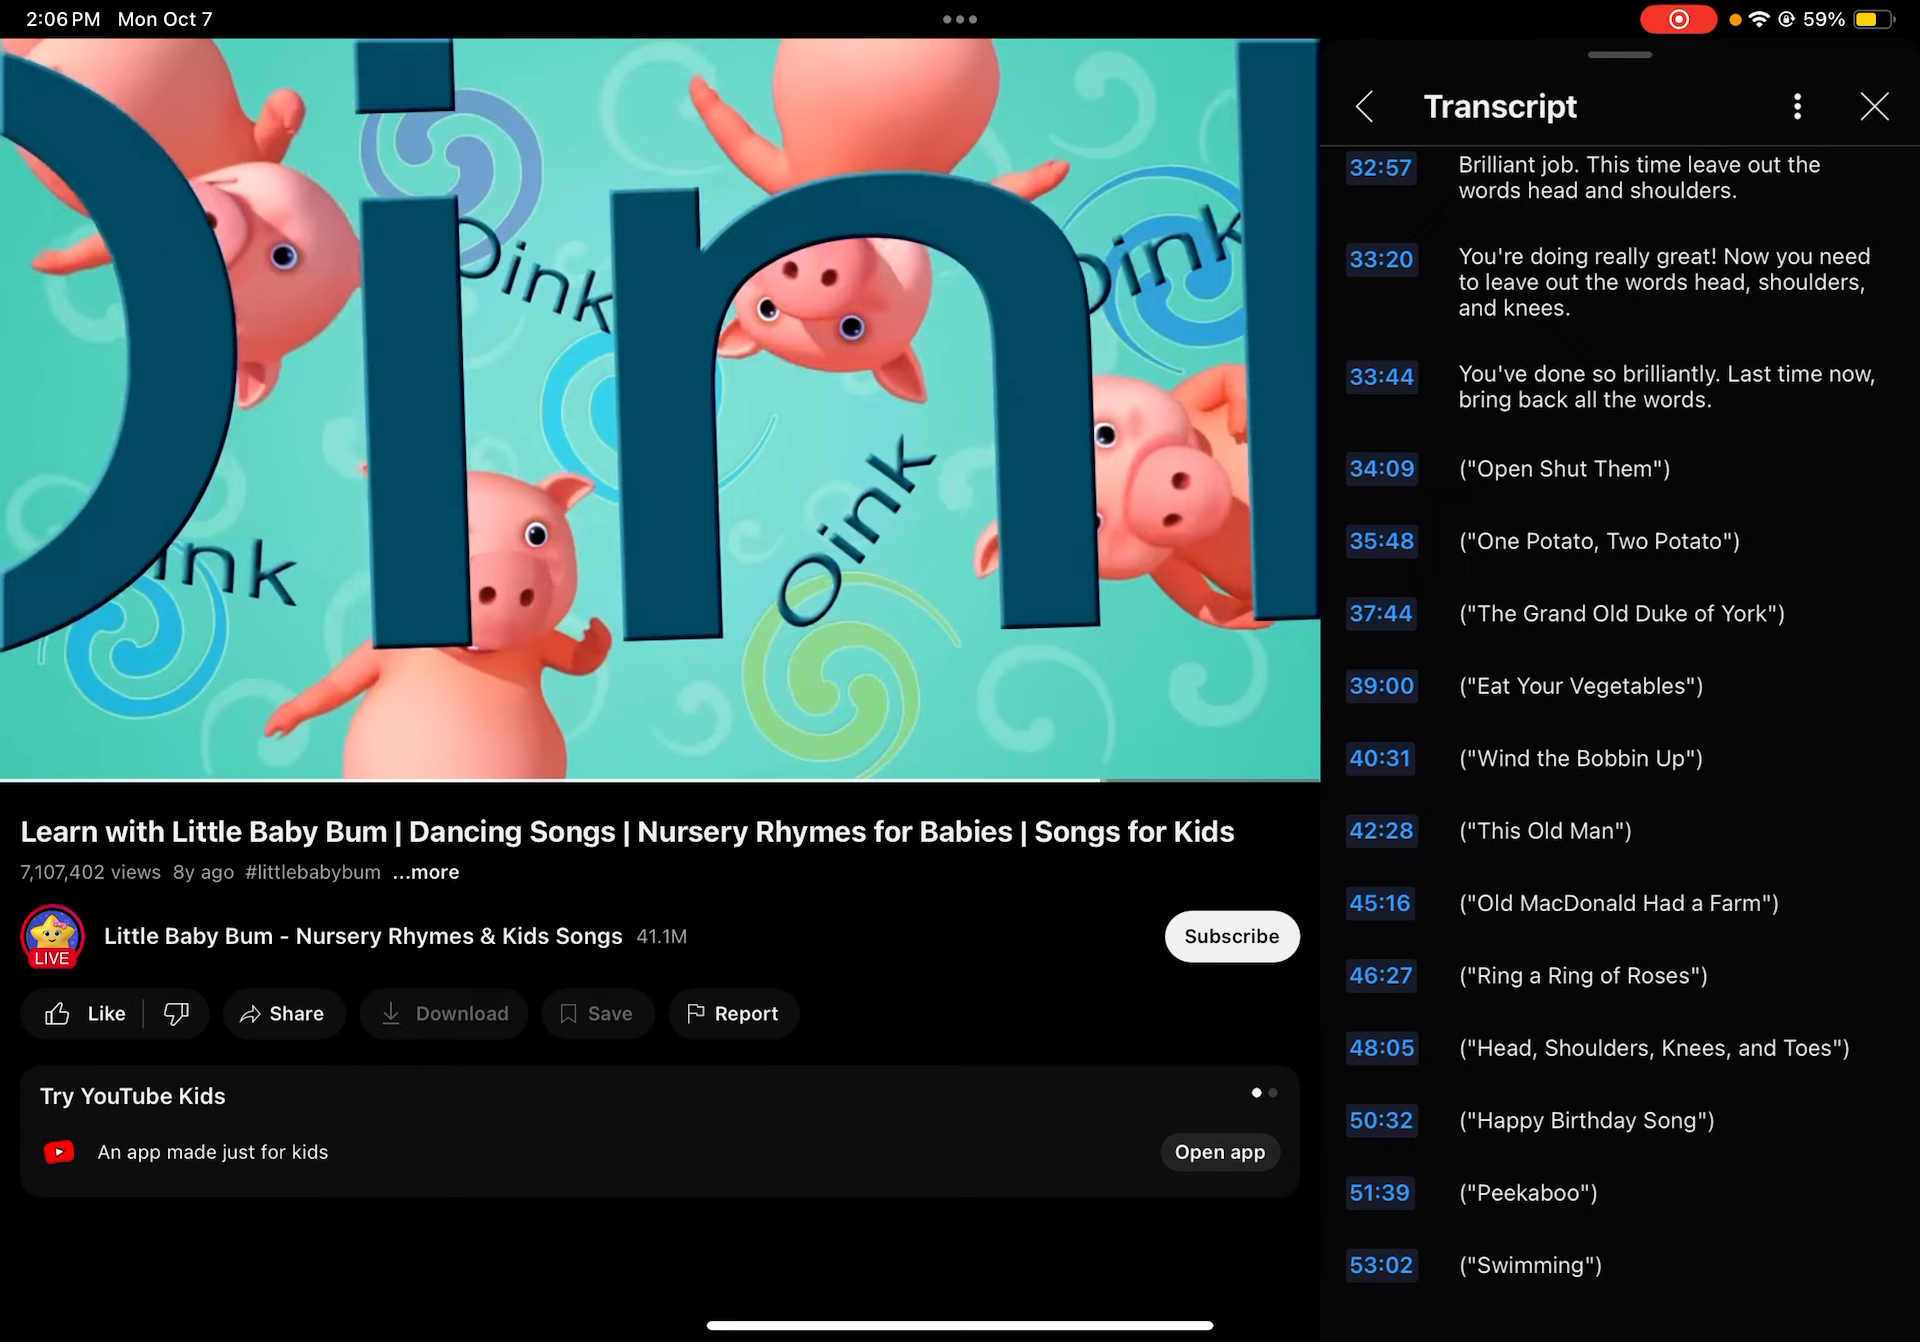 2:06 PM Mon Oct 7
59%
Oink
Oink
Oink
Oink
Transcript
32:57
Brilliant job. This time leave out the
words head and shoulders.
33:20
You're doing really great! Now you need
to leave out the words head, shoulders,
and knees.
33:44
You've done so brilliantly. Last time now,
bring back all the words.
34:09 ("Open Shut Them")
35:48 ("One Potato, Two Potato")
37:44 ("The Grand Old Duke of York")
39:00 ("Eat Your Vegetables")
40:31 ("Wind the Bobbin Up")
42:28 ("This Old Man")
45:16 ("Old MacDonald Had a Farm")
46:27 ("Ring a Ring of Roses")
48:05 ("Head, Shoulders, Knees, and Toes")
50:32 ("Happy Birthday Song")
51:39 ("Peekaboo")
53:02 ("Swimming")
Learn with Little Baby Bum | Dancing Songs | Nursery Rhymes for Babies | Songs for Kids
7,107,402 views 8y ago #littlebabybum ...more
LIVE
Little Baby Bum - Nursery Rhymes & Kids Songs 41.1M
Subscribe
Like Share Download Save Report
Try YouTube Kids
An app made just for kids
Open app